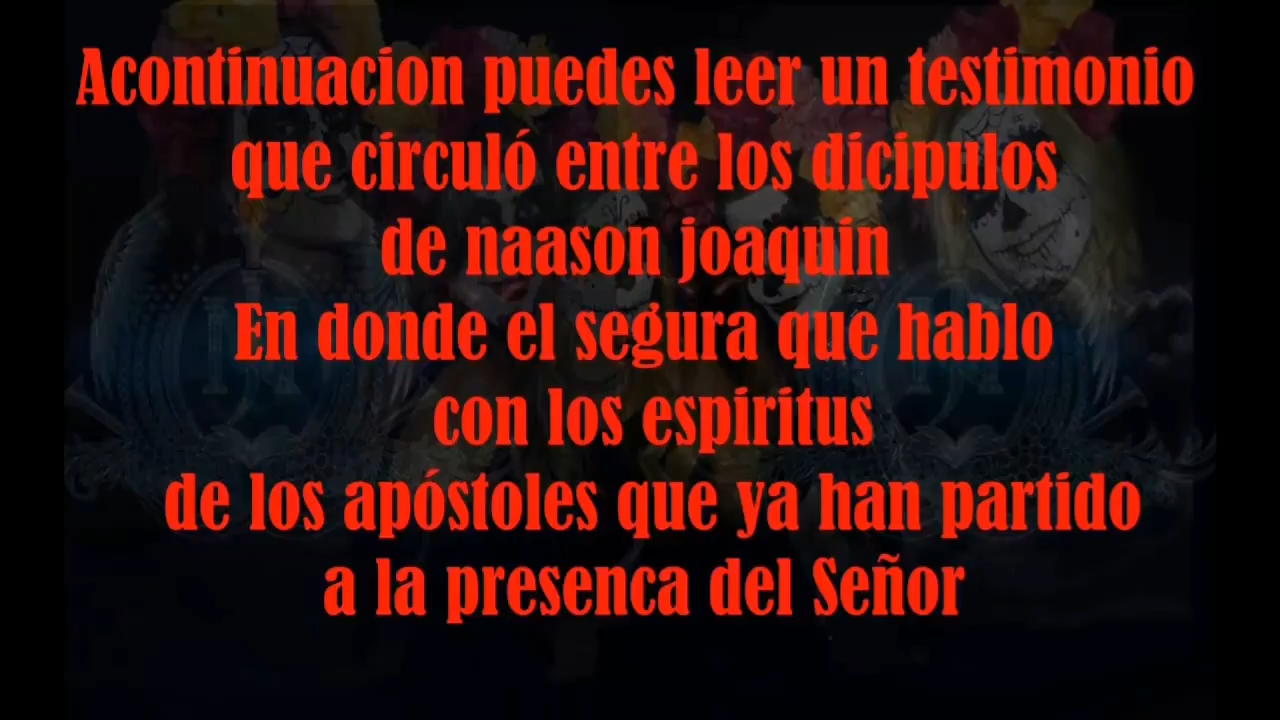 Acontinuacion puedes leer un testimonio
que circuló entre los dicipulos
de naason joaquin
En donde el segura que hablo
con los espiritus
de los apóstoles que ya han partido
a la presenca del Señor